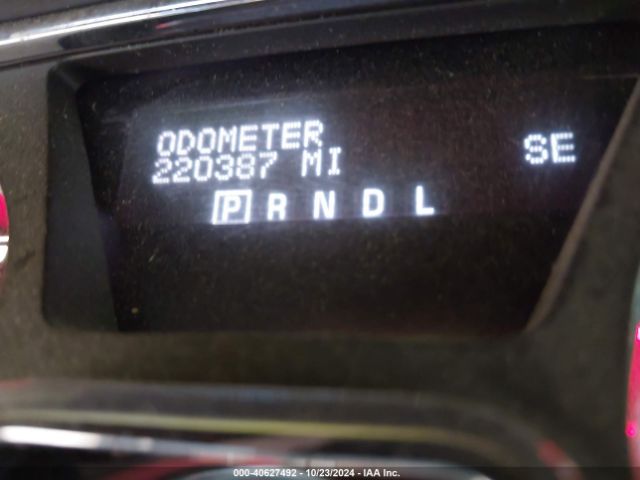 ODOMETER
220387 MI
SE
P R N D L
000-40627492 - 10/23/2024 - IAA Inc.